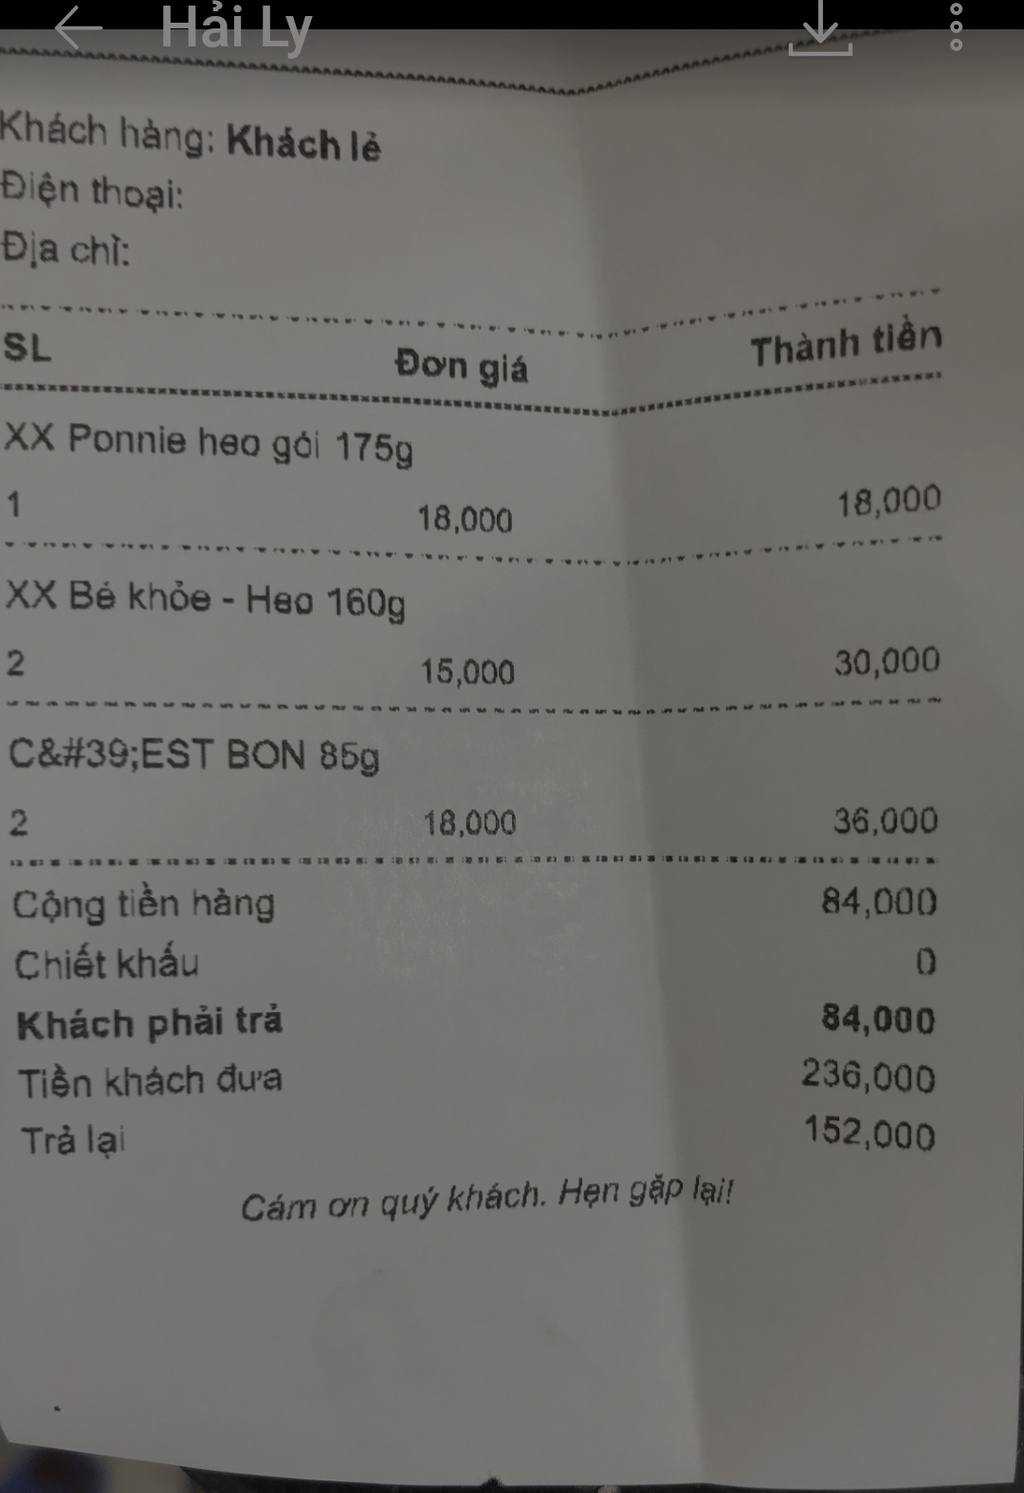 Hải Ly
Khách hàng: Khách lẻ
Điện thoại:
Địa chỉ:
SL Đơn giá Thành tiền
XX Ponnie heo gói 175g
1 18,000 18,000
XX Bé khỏe - Heo 160g
2 15,000 30,000
C&#39;EST BON 85g
2 18,000 36,000
Cộng tiền hàng 84,000
Chiết khấu 0
Khách phải trả 84,000
Tiền khách đưa 236,000
Trả lại 152,000
Cám ơn quý khách. Hẹn gặp lại!